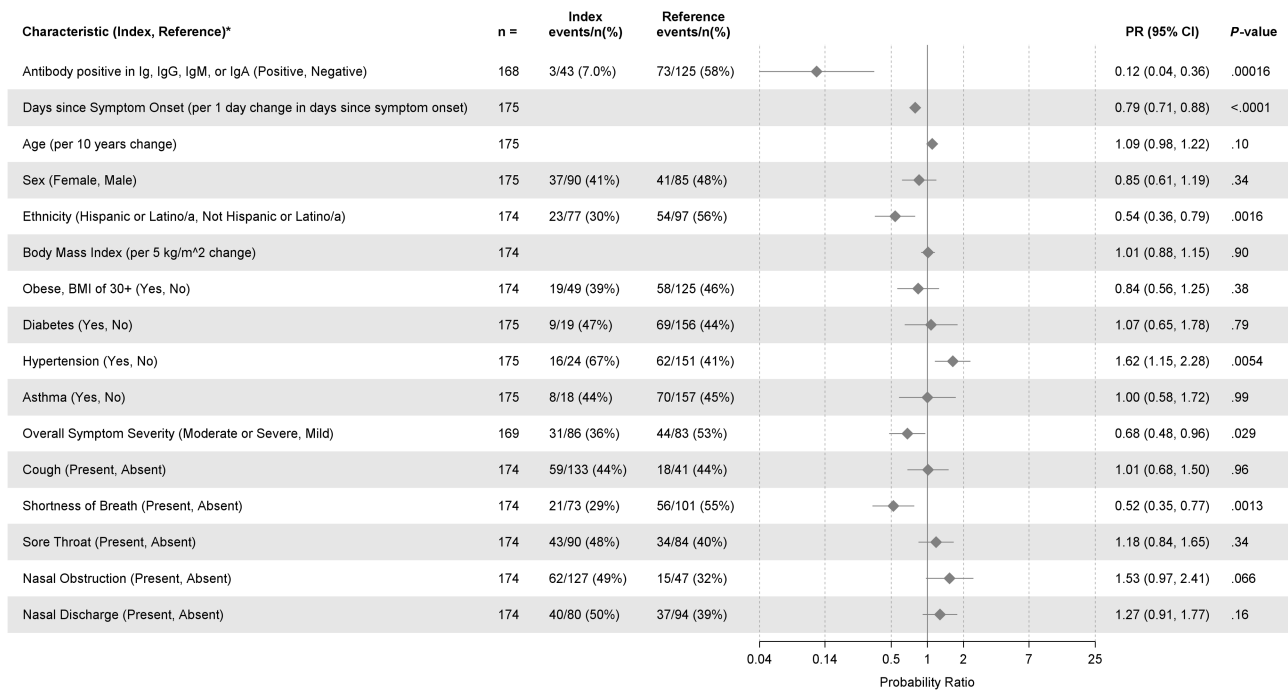 Characteristic (Index, Reference)* n = Index events/n(%) Reference events/n(%) PR (95% CI) P-value
Antibody positive in Ig, IgG, IgM, or IgA (Positive, Negative) 168 3/43 (7.0%) 73/125 (58%) 0.12 (0.04, 0.36) .00016
Days since Symptom Onset (per 1 day change in days since symptom onset) 175 0.79 (0.71, 0.88) <.0001
Age (per 10 years change) 175 1.09 (0.98, 1.22) .10
Sex (Female, Male) 175 37/90 (41%) 41/85 (48%) 0.85 (0.61, 1.19) .34
Ethnicity (Hispanic or Latino/a, Not Hispanic or Latino/a) 174 23/77 (30%) 54/97 (56%) 0.54 (0.36, 0.79) .0016
Body Mass Index (per 5 kg/m^2 change) 174 1.01 (0.88, 1.15) .90
Obese, BMI of 30+ (Yes, No) 174 19/49 (39%) 58/125 (46%) 0.84 (0.56, 1.25) .38
Diabetes (Yes, No) 175 9/19 (47%) 69/156 (44%) 1.07 (0.65, 1.78) .79
Hypertension (Yes, No) 175 16/24 (67%) 62/151 (41%) 1.62 (1.15, 2.28) .0054
Asthma (Yes, No) 175 8/18 (44%) 70/157 (45%) 1.00 (0.58, 1.72) .99
Overall Symptom Severity (Moderate or Severe, Mild) 169 31/86 (36%) 44/83 (53%) 0.68 (0.48, 0.96) .029
Cough (Present, Absent) 174 59/133 (44%) 18/41 (44%) 1.01 (0.68, 1.50) .96
Shortness of Breath (Present, Absent) 174 21/73 (29%) 56/101 (55%) 0.52 (0.35, 0.77) .0013
Sore Throat (Present, Absent) 174 43/90 (48%) 34/84 (40%) 1.18 (0.84, 1.65) .34
Nasal Obstruction (Present, Absent) 174 62/127 (49%) 15/47 (32%) 1.53 (0.97, 2.41) .066
Nasal Discharge (Present, Absent) 174 40/80 (50%) 37/94 (39%) 1.27 (0.91, 1.77) .16
0.04 0.14 0.5 1 2 7 25
Probability Ratio